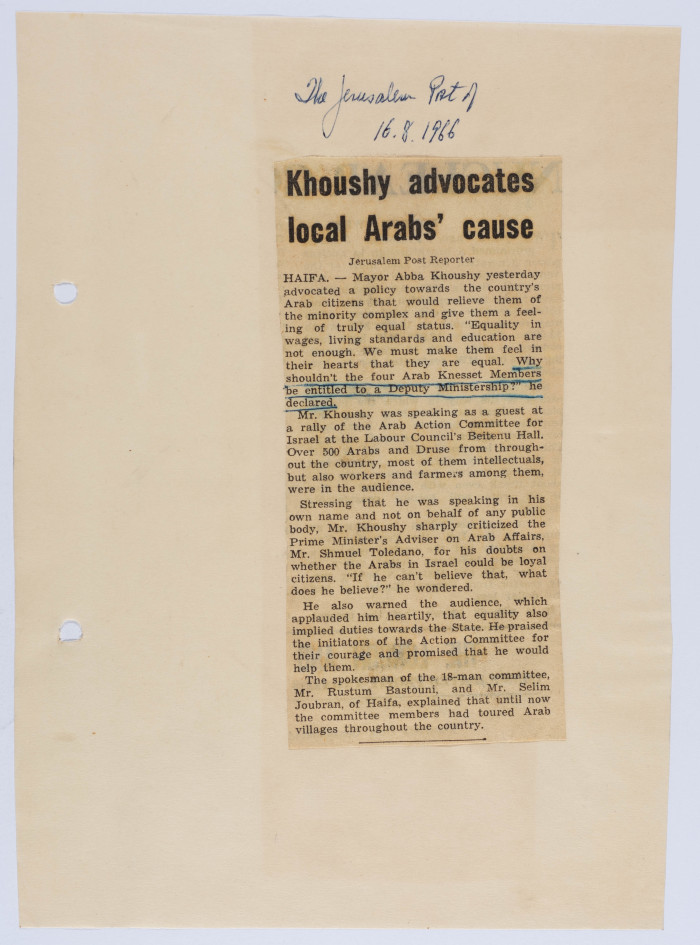 The Jerusalem Post of
16.8.1966
Khoushy advocates
local Arabs' cause
Jerusalem Post Reporter
HAIFA. — Mayor Abba Khoushy yesterday
advocated a policy towards the country's
Arab citizens that would relieve them of
the minority complex and give them a feel-
ing of truly equal status. "Equality in
wages, living standards and education are
not enough. We must make them feel in
their hearts that they are equal. Why
shouldn't the four Arab Knesset Members
be entitled to a Deputy Ministership?" he
declared.
Mr. Khoushy was speaking as a guest at
a rally of the Arab Action Committee for
Israel at the Labour Council's Beitenu Hall.
Over 500 Arabs and Druse from through-
out the country, most of them intellectuals,
but also workers and farmers among them,
were in the audience.
Stressing that he was speaking in his
own name and not on behalf of any public
body, Mr. Khoushy sharply criticized the
Prime Minister's Adviser on Arab Affairs,
Mr. Shmuel Toledano, for his doubts on
whether the Arabs in Israel could be loyal
citizens. "If he can't believe that, what
does he believe?" he wondered.
He also warned the audience, which
applauded him heartily, that equality also
implied duties towards the State. He praised
the initiators of the Action Committee for
their courage and promised that he would
help them.
The spokesman of the 18-man committee,
Mr. Rustum Bastouni, and Mr. Selim
Joubran, of Haifa, explained that until now
the committee members had toured Arab
villages throughout the country.